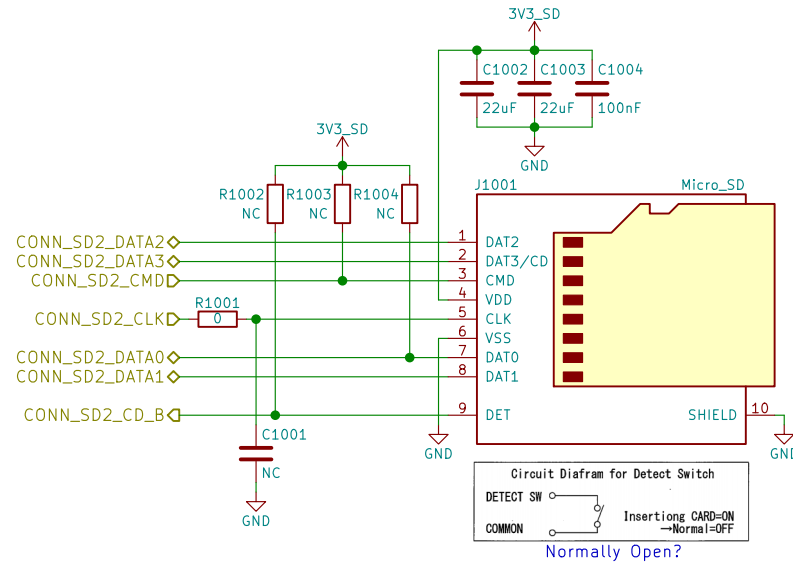 3V3_SD
C1002
C1003
C1004
22uF
22uF
100nF
GND
3V3_SD
R1002
R1003
R1004
NC
NC
NC
J1001
Micro_SD
CONN_SD2_DATA2
1
DAT2
CONN_SD2_DATA3
2
DAT3/CD
CONN_SD2_CMD
3
CMD
4
VDD
R1001
CONN_SD2_CLK
0
5
CLK
6
VSS
CONN_SD2_DATA0
7
DAT0
CONN_SD2_DATA1
8
DAT1
CONN_SD2_CD_B
9
DET
SHIELD
10
C1001
NC
GND
GND
GND
Circuit Diafram for Detect Switch
DETECT SW
COMMON
Insertiong CARD=ON
→Normal=OFF
Normally Open?